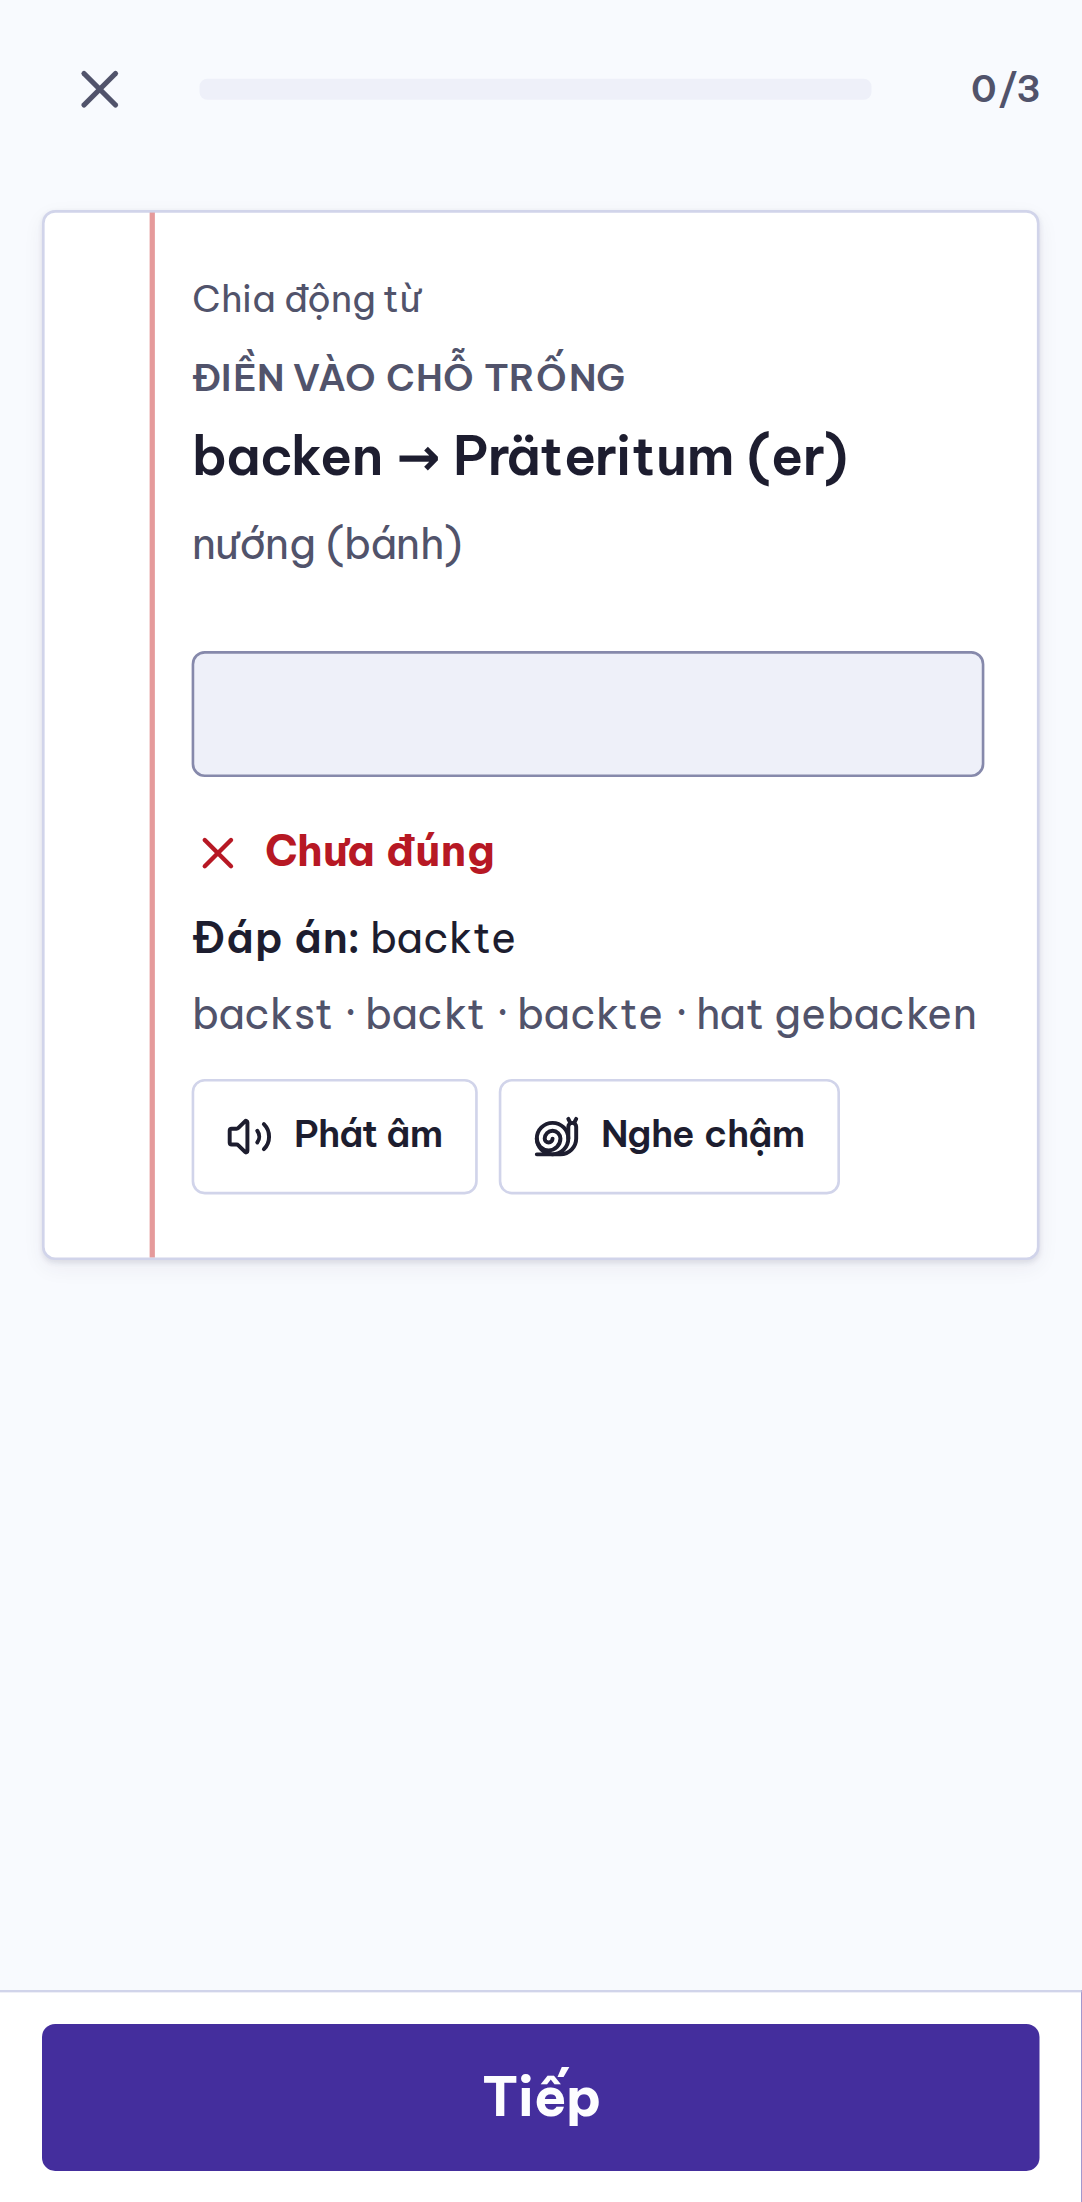 0/3
Chia động từ
ĐIỀN VÀO CHỖ TRỐNG
backen → Präteritum (er)
nướng (bánh)
Chưa đúng
Đáp án: backte
backst · backt · backte · hat gebacken
Phát âm
Nghe chậm
Tiếp